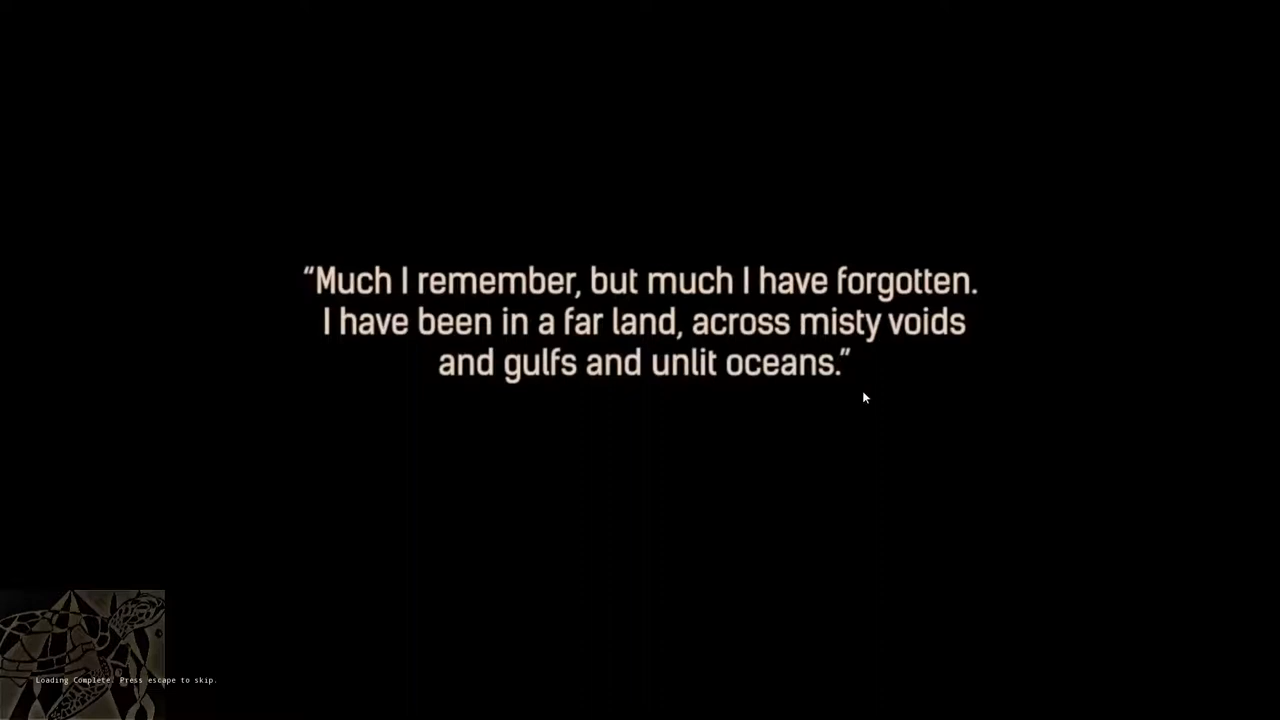 “Much I remember, but much I have forgotten.
I have been in a far land, across misty voids
and gulfs and unlit oceans.”
Loading Complete. Press escape to skip.